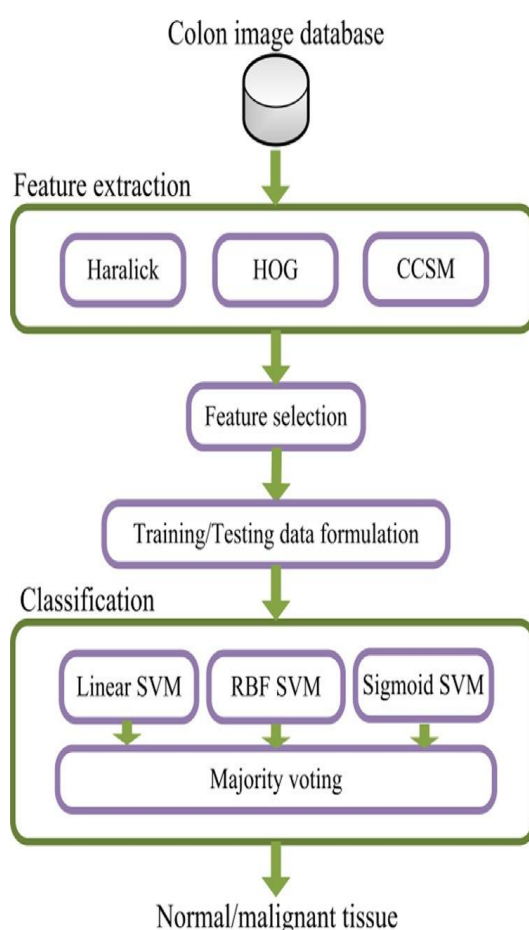 Colon image database
Feature extraction
Haralick
HOG
CCSM
Feature selection
Training/Testing data formulation
Classification
Linear SVM
RBF SVM
Sigmoid SVM
Majority voting
Normal/malignant tissue